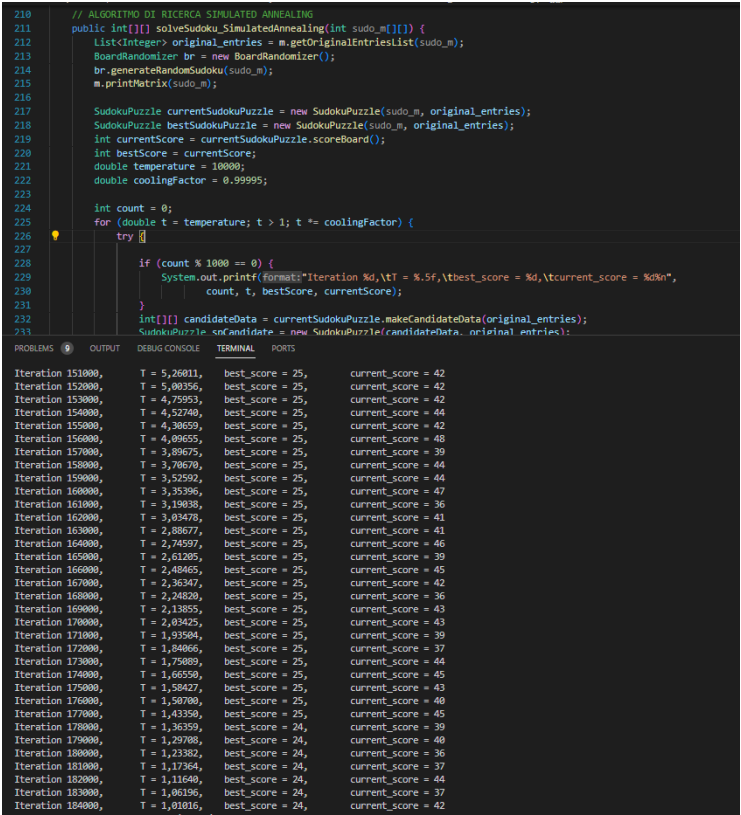 210 // ALGORITMO DI RICERCA SIMULATED ANNEALING
211 public int[][] solveSudoku_SimulatedAnnealing(int sudo_m[][]) {
212 List<Integer> original_entries = m.getOriginalEntriesList(sudo_m);
213 BoardRandomizer br = new BoardRandomizer();
214 br.generateRandomSudoku(sudo_m);
215 m.printMatrix(sudo_m);
216
217 SudokuPuzzle currentSudokuPuzzle = new SudokuPuzzle(sudo_m, original_entries);
218 SudokuPuzzle bestSudokuPuzzle = new SudokuPuzzle(sudo_m, original_entries);
219 int currentScore = currentSudokuPuzzle.scoreBoard();
220 int bestScore = currentScore;
221 double temperature = 10000;
222 double coolingFactor = 0.99995;
223
224 int count = 0;
225 for (double t = temperature; t > 1; t *= coolingFactor) {
226 try {
227
228 if (count % 1000 == 0) {
229 System.out.printf(format:"Iteration %d,\tT = %.5f,\tbest_score = %d,\tcurrent_score = %d%n",
230 count, t, bestScore, currentScore);
231 }
232 int[][] candidateData = currentSudokuPuzzle.makeCandidateData(original_entries);
233 SudokuPuzzle spCandidate = new SudokuPuzzle(candidateData, original_entries);
PROBLEMS 9 OUTPUT DEBUG CONSOLE TERMINAL PORTS
Iteration 151000, T = 5,26011, best_score = 25, current_score = 42
Iteration 152000, T = 5,00356, best_score = 25, current_score = 42
Iteration 153000, T = 4,75953, best_score = 25, current_score = 42
Iteration 154000, T = 4,52740, best_score = 25, current_score = 44
Iteration 155000, T = 4,30659, best_score = 25, current_score = 42
Iteration 156000, T = 4,09655, best_score = 25, current_score = 48
Iteration 157000, T = 3,89675, best_score = 25, current_score = 39
Iteration 158000, T = 3,70670, best_score = 25, current_score = 44
Iteration 159000, T = 3,52592, best_score = 25, current_score = 44
Iteration 160000, T = 3,35396, best_score = 25, current_score = 47
Iteration 161000, T = 3,19038, best_score = 25, current_score = 36
Iteration 162000, T = 3,03478, best_score = 25, current_score = 41
Iteration 163000, T = 2,88677, best_score = 25, current_score = 41
Iteration 164000, T = 2,74597, best_score = 25, current_score = 46
Iteration 165000, T = 2,61205, best_score = 25, current_score = 39
Iteration 166000, T = 2,48465, best_score = 25, current_score = 45
Iteration 167000, T = 2,36347, best_score = 25, current_score = 42
Iteration 168000, T = 2,24820, best_score = 25, current_score = 36
Iteration 169000, T = 2,13855, best_score = 25, current_score = 43
Iteration 170000, T = 2,03425, best_score = 25, current_score = 43
Iteration 171000, T = 1,93504, best_score = 25, current_score = 39
Iteration 172000, T = 1,84066, best_score = 25, current_score = 37
Iteration 173000, T = 1,75089, best_score = 25, current_score = 44
Iteration 174000, T = 1,66550, best_score = 25, current_score = 45
Iteration 175000, T = 1,58427, best_score = 25, current_score = 43
Iteration 176000, T = 1,50700, best_score = 25, current_score = 40
Iteration 177000, T = 1,43350, best_score = 25, current_score = 45
Iteration 178000, T = 1,36359, best_score = 24, current_score = 39
Iteration 179000, T = 1,29708, best_score = 24, current_score = 40
Iteration 180000, T = 1,23382, best_score = 24, current_score = 36
Iteration 181000, T = 1,17364, best_score = 24, current_score = 37
Iteration 182000, T = 1,11640, best_score = 24, current_score = 44
Iteration 183000, T = 1,06196, best_score = 24, current_score = 37
Iteration 184000, T = 1,01016, best_score = 24, current_score = 42